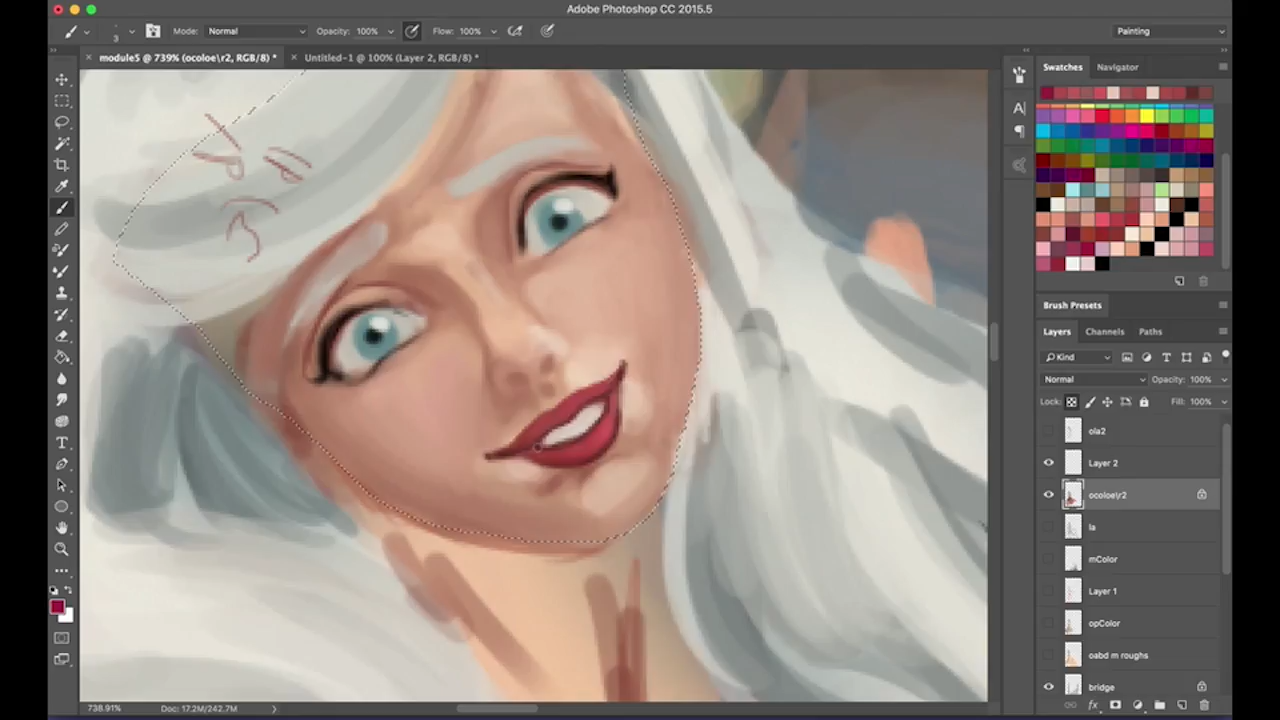 Adobe Photoshop CC 2015.5
3 Mode: Normal Opacity: 100% Flow: 100% Painting
module5 @ 739% (ocoloe\r2, RGB/8) * Untitled-1 @ 100% (Layer 2, RGB/8) *
Swatches Navigator
Brush Presets
Layers Channels Paths
Kind
Normal Opacity: 100%
Lock: Fill: 100%
ola2
Layer 2
ocoloe\r2
la
mColor
Layer 1
opColor
oabd m roughs
bridge
738.91% Doc: 17.2M/242.7M